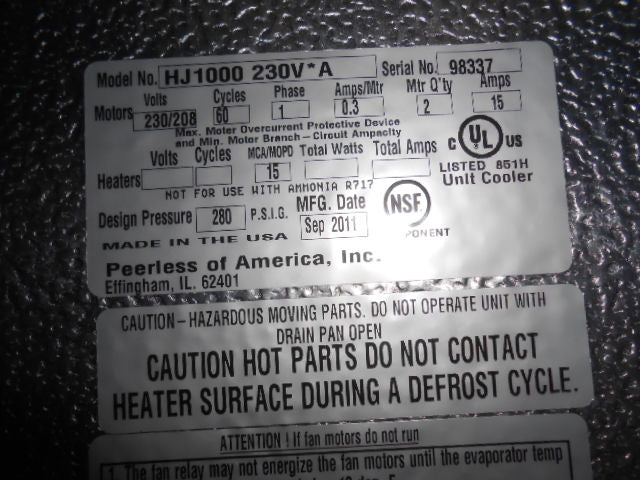 Model No. HJ1000 230V*A Serial No. 98337
Volts Cycles Phase Amps/Mtr Mtr Q'ty Amps
Motors 230/208 60 1 0.3 2 15
Max. Motor Overcurrent Protective Device
and Min. Motor Branch-Circuit Ampacity
C UL US
Volts Cycles MCA/MOPD Total Watts Total Amps
LISTED 851H
Heaters 15
Unit Cooler
NOT FOR USE WITH AMMONIA R717
Design Pressure 280 P.S.I.G. MFG. Date
Sep 2011
NSF
PONENT
MADE IN THE USA
Peerless of America, Inc.
Effingham, IL. 62401
CAUTION - HAZARDOUS MOVING PARTS. DO NOT OPERATE UNIT WITH
DRAIN PAN OPEN
CAUTION HOT PARTS DO NOT CONTACT
HEATER SURFACE DURING A DEFROST CYCLE.
ATTENTION ! If fan motors do not run
1. The fan relay may not energize the fan motors until the evaporator temp